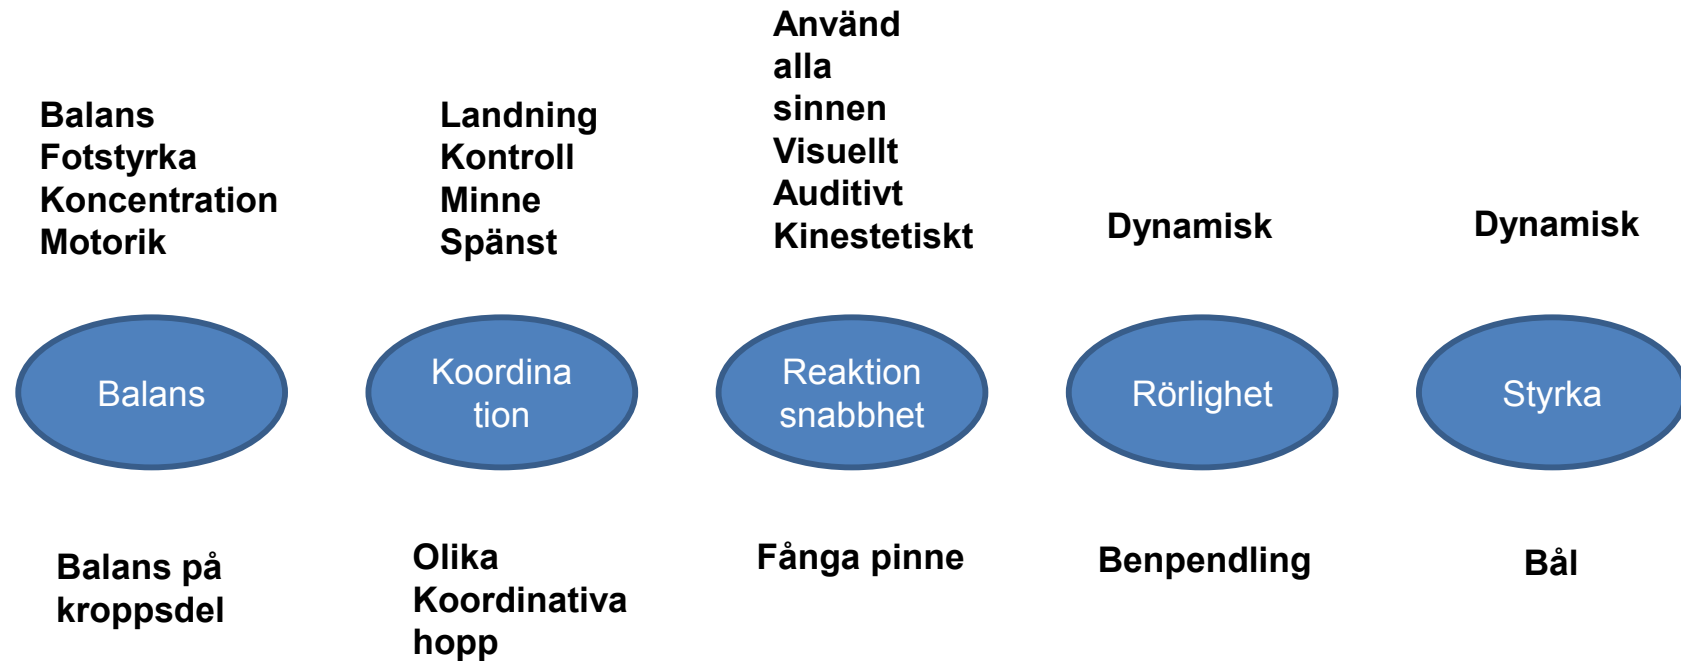 Balans
Fotstyrka
Koncentration
Motorik
Landning
Kontroll
Minne
Spänst
Använd
alla
sinnen
Visuellt
Auditivt
Kinestetiskt
Dynamisk
Dynamisk
Balans
Koordina
tion
Reaktion
snabbhet
Rörlighet
Styrka
Balans på
kroppsdel
Olika
Koordinativa
hopp
Fånga pinne
Benpendling
Bål